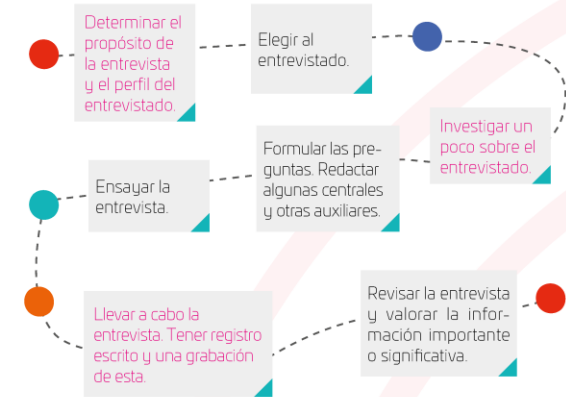 Determinar el
propósito de
la entrevista
y el perfil del
entrevistado.
Elegir al
entrevistado.
Investigar un
poco sobre el
entrevistado.
Formular las pre-
guntas. Redactar
algunas centrales
y otras auxiliares.
Ensayar la
entrevista.
Llevar a cabo la
entrevista. Tener registro
escrito y una grabación
de esta.
Revisar la entrevista
y valorar la infor-
mación importante
o significativa.